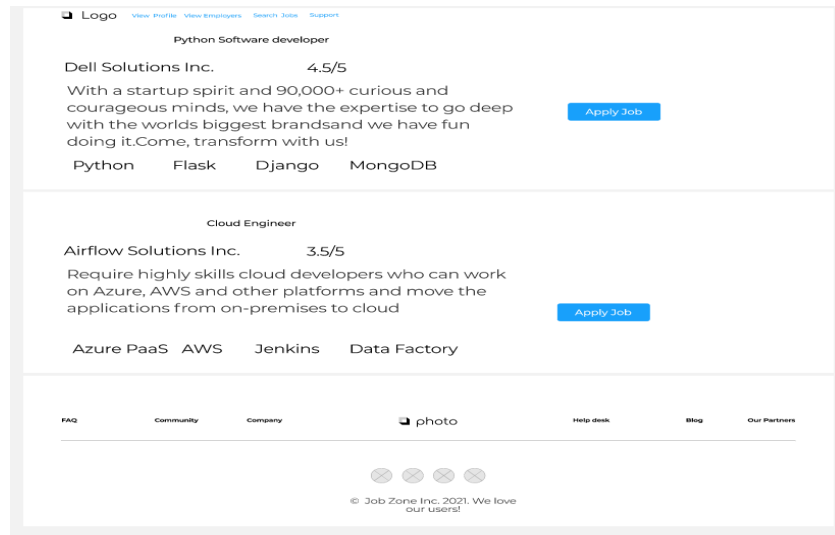 Logo View Profile View Employers Search Jobs Support
Python Software developer
Dell Solutions Inc. 4.5/5
With a startup spirit and 90,000+ curious and
courageous minds, we have the expertise to go deep
with the worlds biggest brandsand we have fun
doing it.Come, transform with us!
Apply Job
Python Flask Django MongoDB
Cloud Engineer
Airflow Solutions Inc. 3.5/5
Require highly skills cloud developers who can work
on Azure, AWS and other platforms and move the
applications from on-premises to cloud
Apply Job
Azure PaaS AWS Jenkins Data Factory
FAQ Community Company photo Help desk Blog Our Partners
© Job Zone Inc. 2021. We love
our users!